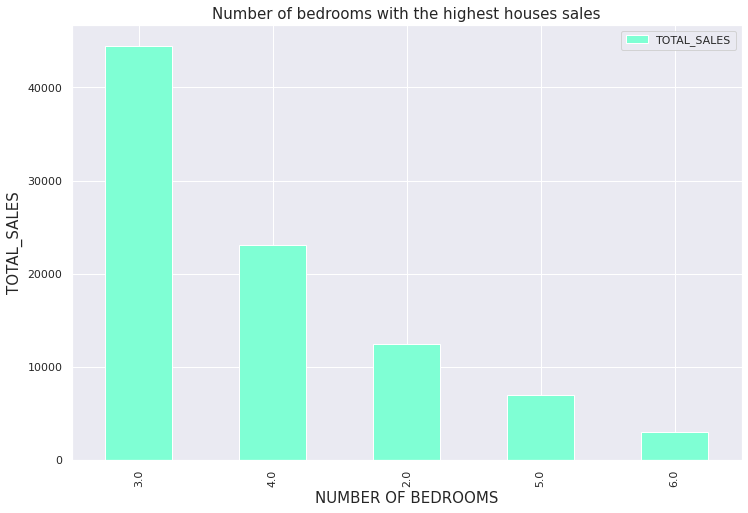 Number of bedrooms with the highest houses sales
TOTAL_SALES
TOTAL_SALES
40000
30000
20000
10000
0
3.0
4.0
2.0
5.0
6.0
NUMBER OF BEDROOMS